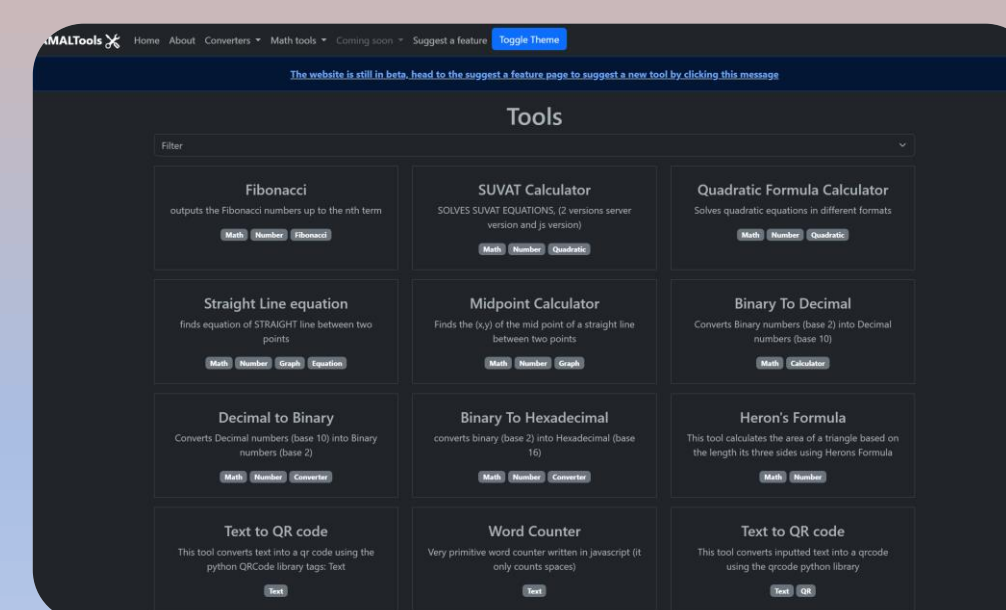 MALTools Home About Converters Math tools Coming soon Suggest a feature Toggle Theme
The website is still in beta, head to the suggest a feature page to suggest a new tool by clicking this message
Tools
Filter
Fibonacci
outputs the Fibonacci numbers up to the nth term
Math Number Fibonacci
SUVAT Calculator
SOLVES SUVAT EQUATIONS, (2 versions server
version and js version)
Math Number Quadratic
Quadratic Formula Calculator
Solves quadratic equations in different formats
Math Number Quadratic
Straight Line equation
finds equation of STRAIGHT line between two
points
Math Number Graph Equation
Midpoint Calculator
Finds the (x,y) of the mid point of a straight line
between two points
Math Number Graph
Binary To Decimal
Converts Binary numbers (base 2) into Decimal
numbers (base 10)
Math Calculator
Decimal to Binary
Converts Decimal numbers (base 10) into Binary
numbers (base 2)
Math Number Converter
Binary To Hexadecimal
converts binary (base 2) into Hexadecimal (base
16)
Math Number Converter
Heron's Formula
This tool calculates the area of a triangle based on
the length its three sides using Herons Formula
Math Number
Text to QR code
This tool converts text into a qr code using the
python QRCode library tags: Text
Text
Word Counter
Very primitive word counter written in javascript (it
only counts spaces)
Text
Text to QR code
This tool converts inputted text into a qrcode
using the qrcode python library
Text QR